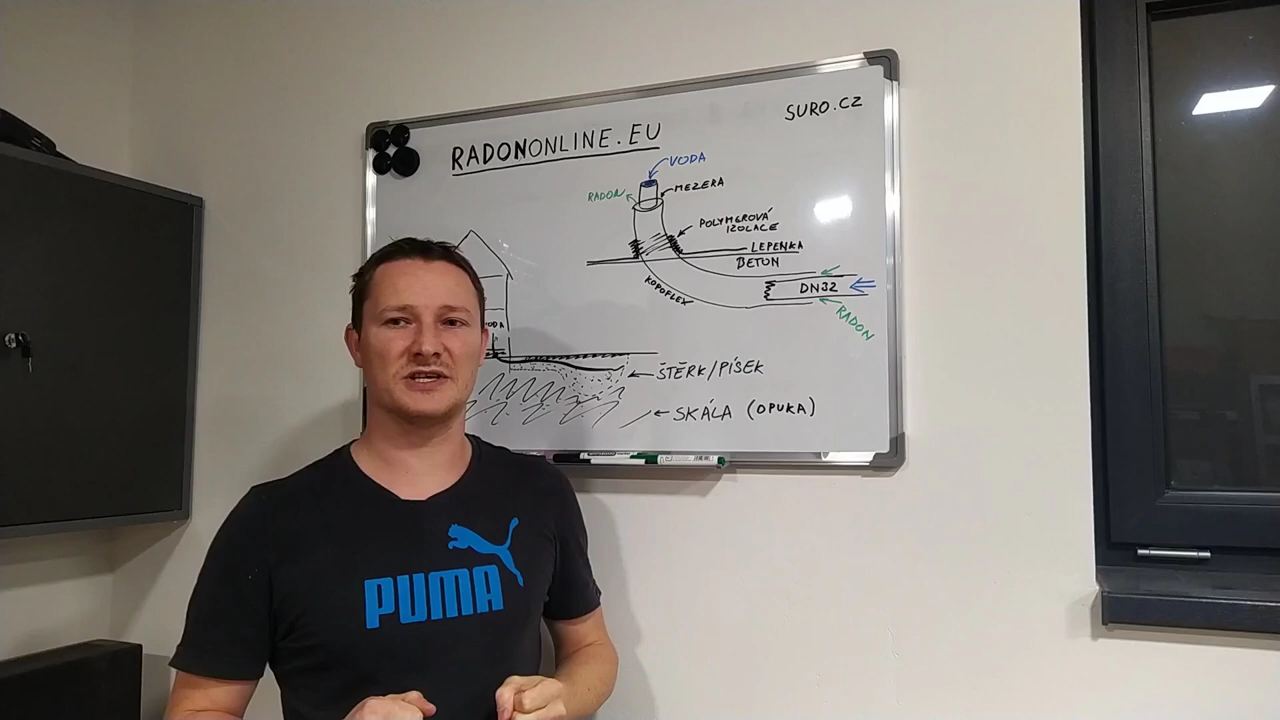 RADONONLINE.EU
SURO.CZ
VODA
RADON
MEZERA
POLYMEROVÁ
IZOLACE
LEPENKA
BETON
KOPOFLEX
DN32
RADON
ODA
ŠTĚRK/PÍSEK
SKÁLA (OPUKA)
PUMA